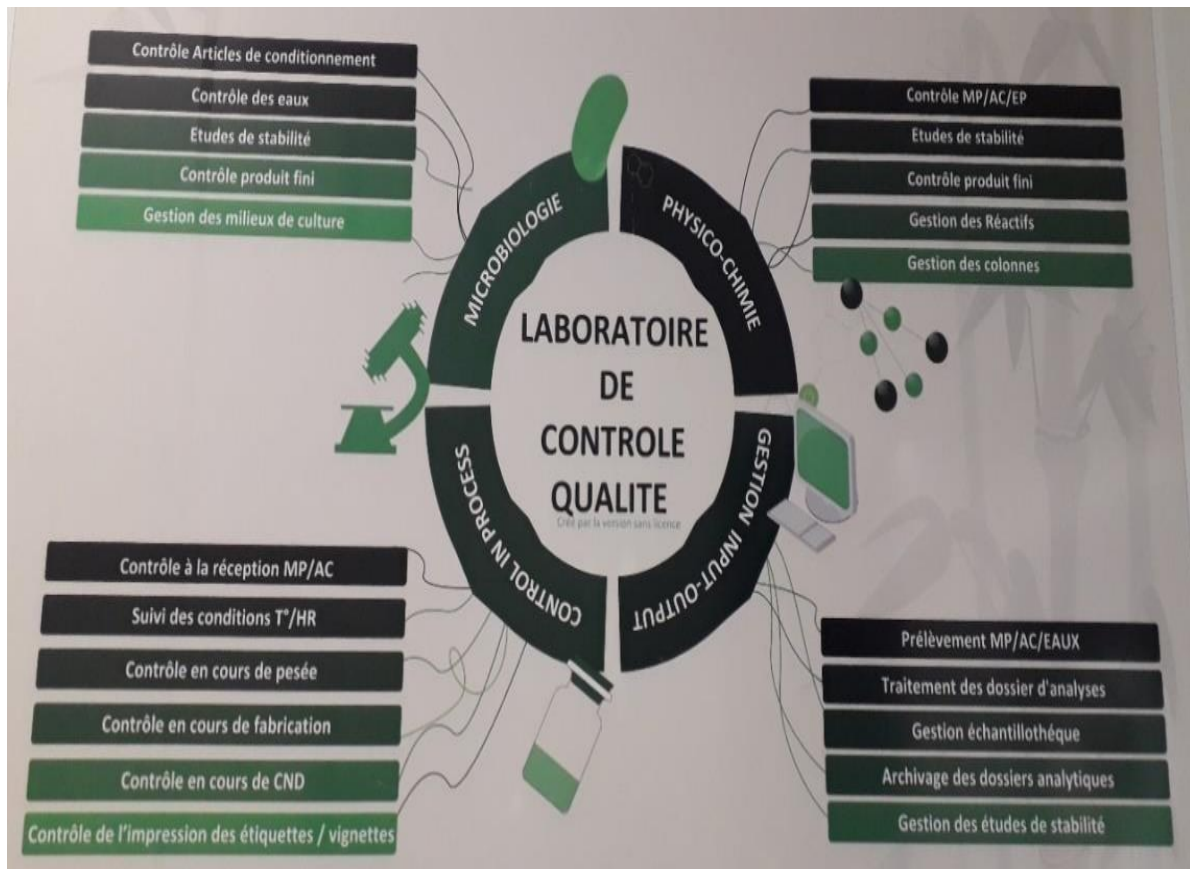 Contrôle Articles de conditionnement
Contrôle des eaux
Etudes de stabilité
Contrôle produit fini
Gestion des milieux de culture
Contrôle MP/AC/EP
Etudes de stabilité
Contrôle produit fini
Gestion des Réactifs
Gestion des colonnes
MICROBIOLOGIE
PHYSICO-CHIMIE
LABORATOIRE
DE
CONTROLE
QUALITE
Créé par la version sans licence
CONTROL IN PROCESS
GESTION INPUT-OUTPUT
Contrôle à la réception MP/AC
Suivi des conditions T°/HR
Contrôle en cours de pesée
Contrôle en cours de fabrication
Contrôle en cours de CND
Contrôle de l'impression des étiquettes / vignettes
Prélèvement MP/AC/EAUX
Traitement des dossier d'analyses
Gestion échantillothéque
Archivage des dossiers analytiques
Gestion des études de stabilité